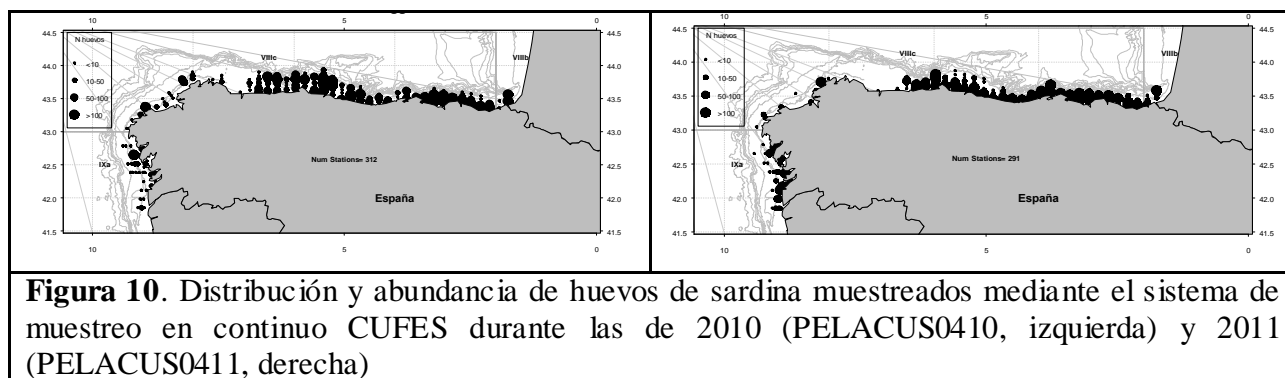 10 5 0
44.5 44.5
N huevos
<10
10-50
50-100
>100
VIIIc
VIIIb
44.0 44.0
43.5 43.5
43.0 43.0
IXa
42.5 42.5
Num Stations= 312
42.0 42.0
España
41.5 41.5
10 5 0
10 5 0
44.5 44.5
N huevos
<10
10-50
50-100
>100
VIIIc
VIIIb
44.0 44.0
43.5 43.5
43.0 43.0
IXa
42.5 42.5
Num Stations= 291
42.0 42.0
España
41.5 41.5
10 5 0
Figura 10. Distribución y abundancia de huevos de sardina muestreados mediante el sistema de
muestreo en continuo CUFES durante las de 2010 (PELACUS0410, izquierda) y 2011
(PELACUS0411, derecha)